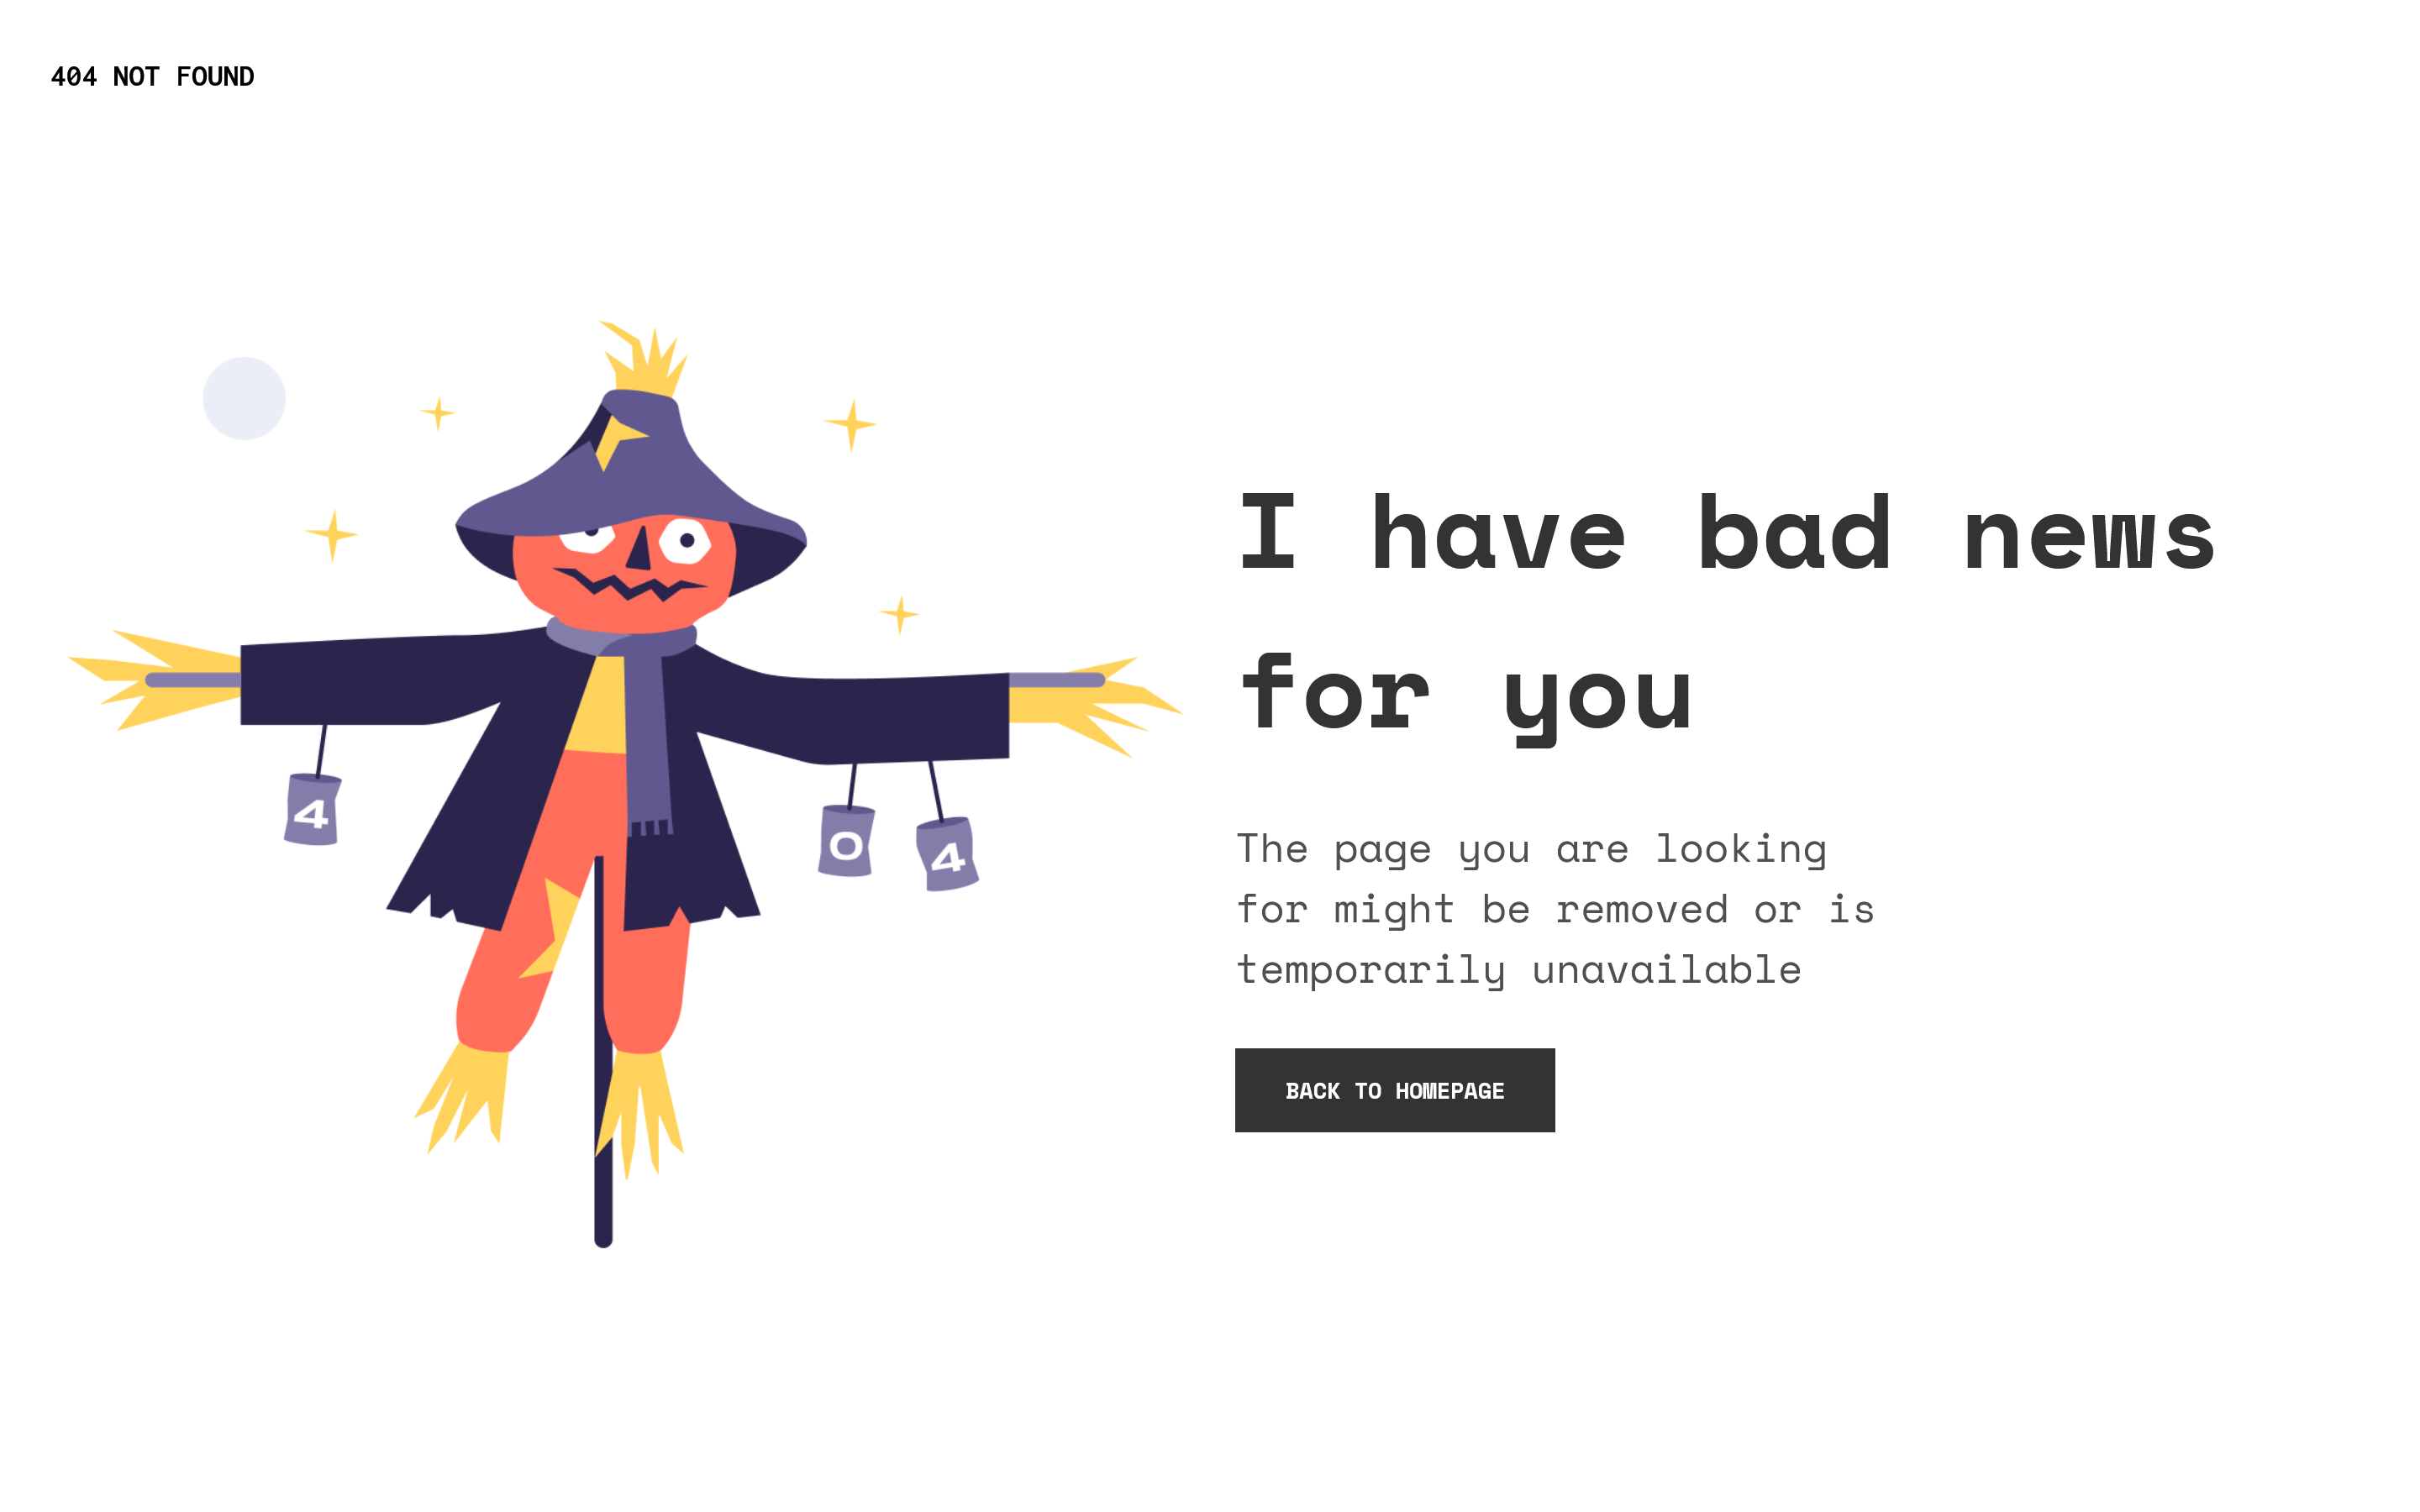 404 NOT FOUND
4
0
4
I have bad news
for you
The page you are looking
for might be removed or is
temporarily unavailable
BACK TO HOMEPAGE